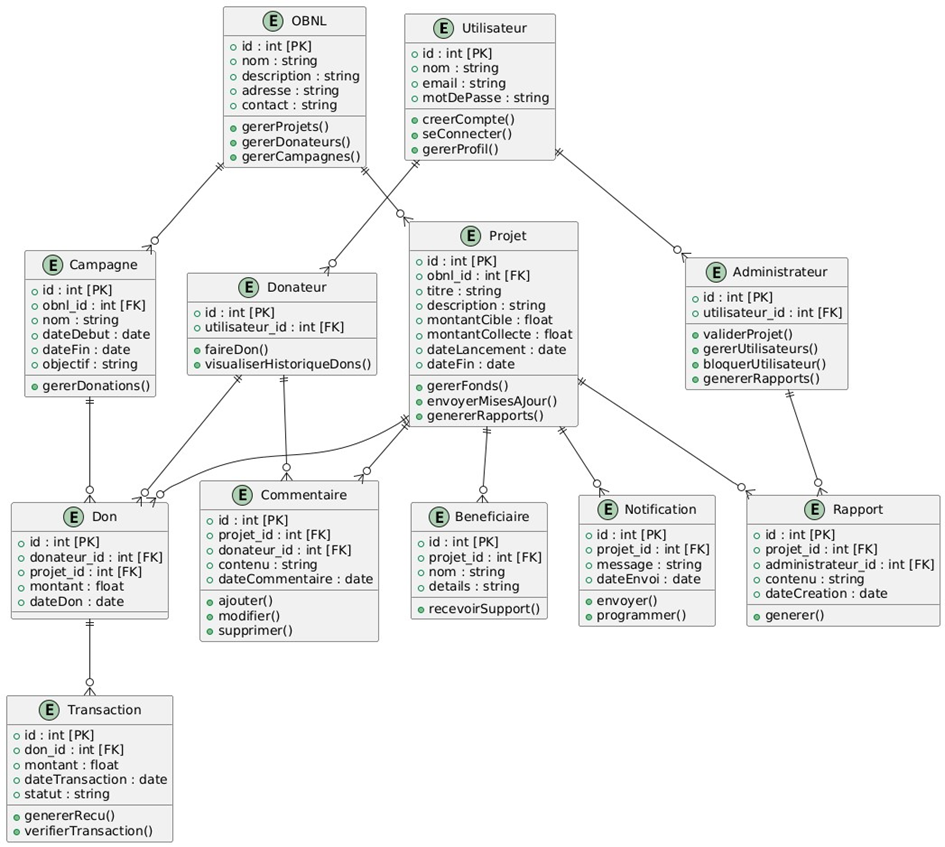 E OBNL
id : int [PK]
nom : string
description : string
adresse : string
contact : string
gererProjets()
gererDonateurs()
gererCampagnes()
E Utilisateur
id : int [PK]
nom : string
email : string
motDePasse : string
creerCompte()
seConnecter()
gererProfil()
E Campagne
id : int [PK]
obnl_id : int [FK]
nom : string
dateDebut : date
dateFin : date
objectif : string
gererDonations()
E Donateur
id : int [PK]
utilisateur_id : int [FK]
faireDon()
visualiserHistoriqueDons()
E Projet
id : int [PK]
obnl_id : int [FK]
titre : string
description : string
montantCible : float
montantCollecte : float
dateLancement : date
dateFin : date
gererFonds()
envoyerMisesAJour()
genererRapports()
E Administrateur
id : int [PK]
utilisateur_id : int [FK]
validerProjet()
gererUtilisateurs()
bloquerUtilisateur()
genererRapports()
E Don
id : int [PK]
donateur_id : int [FK]
projet_id : int [FK]
montant : float
dateDon : date
E Commentaire
id : int [PK]
projet_id : int [FK]
donateur_id : int [FK]
contenu : string
dateCommentaire : date
ajouter()
modifier()
supprimer()
E Beneficiaire
id : int [PK]
projet_id : int [FK]
nom : string
details : string
recevoirSupport()
E Notification
id : int [PK]
projet_id : int [FK]
message : string
dateEnvoi : date
envoyer()
programmer()
E Rapport
id : int [PK]
projet_id : int [FK]
administrateur_id : int [FK]
contenu : string
dateCreation : date
generer()
E Transaction
id : int [PK]
don_id : int [FK]
montant : float
dateTransaction : date
statut : string
genererRecu()
verifierTransaction()